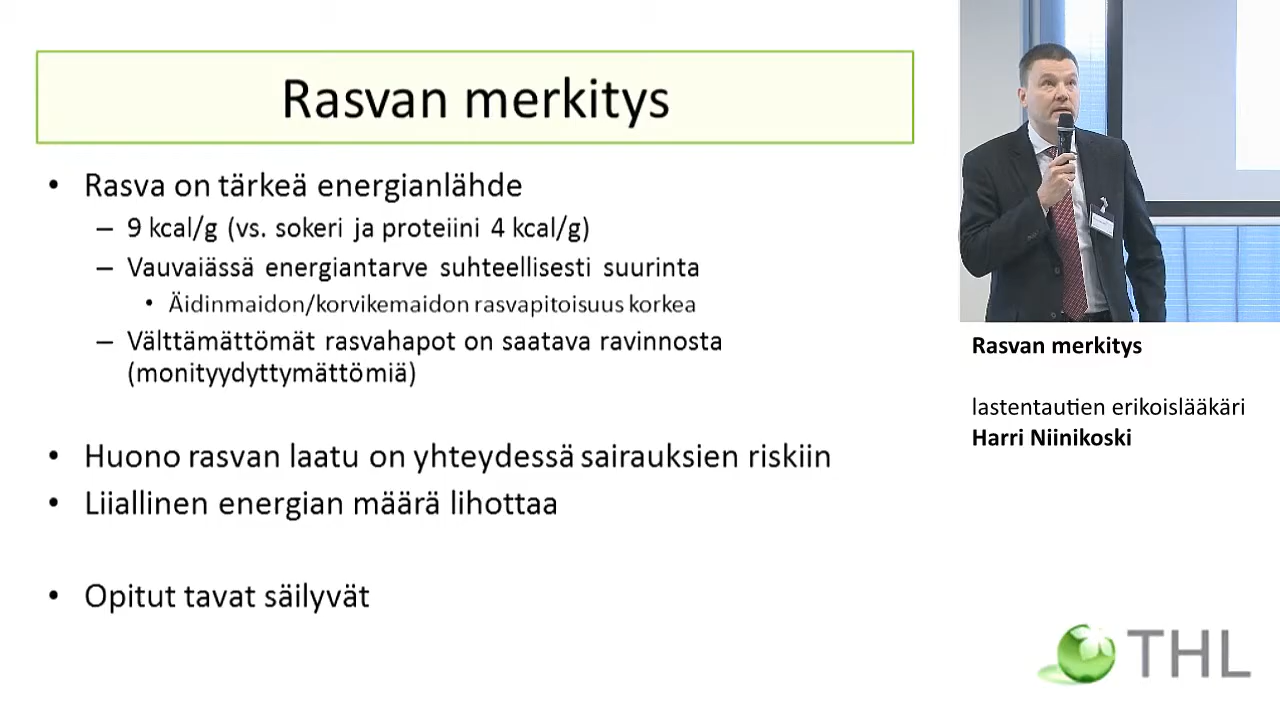 Rasvan merkitys
• Rasva on tärkeä energianlähde
– 9 kcal/g (vs. sokeri ja proteiini 4 kcal/g)
– Vauvaiässä energiantarve suhteellisesti suurinta
• Äidinmaidon/korvikemaidon rasvapitoisuus korkea
– Välttämättömät rasvahapot on saatava ravinnosta
(monityydyttymättömiä)
• Huono rasvan laatu on yhteydessä sairauksien riskiin
• Liiallinen energian määrä lihottaa
• Opitut tavat säilyvät
Rasvan merkitys
lastentautien erikoislääkäri
Harri Niinikoski
THL